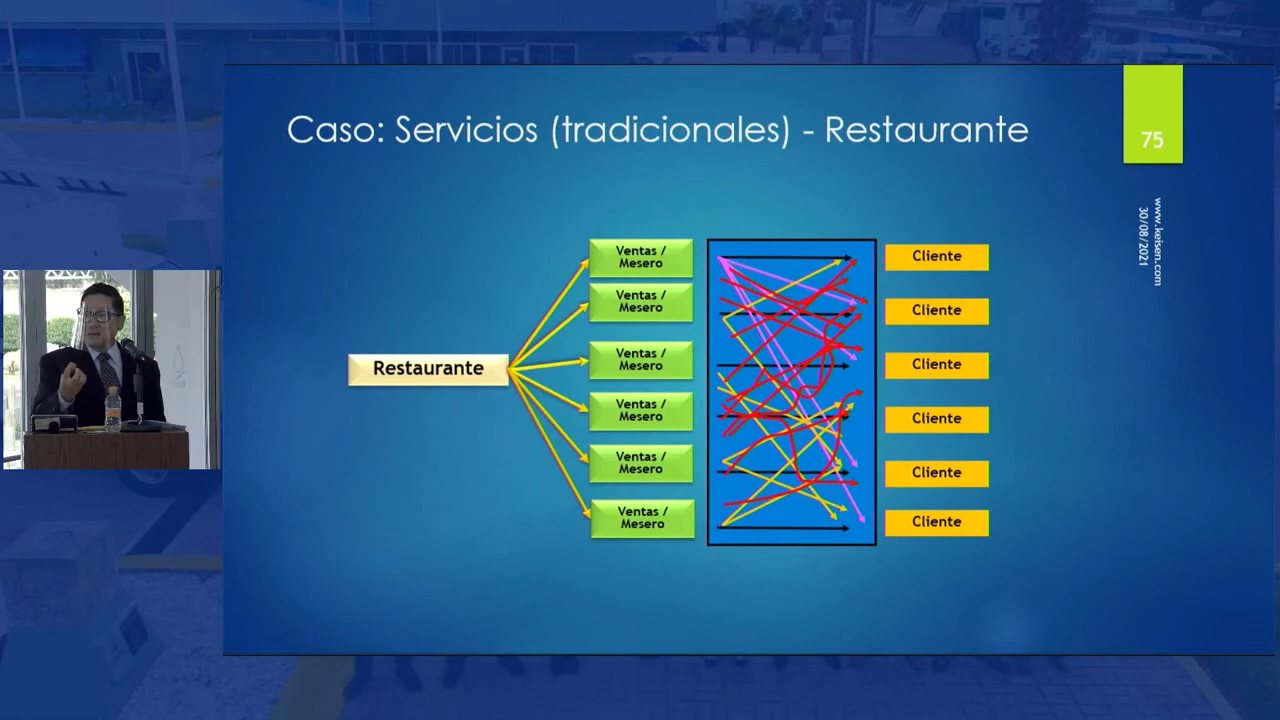 Caso: Servicios (tradicionales) - Restaurante
75
www.keisen.com
30/08/2021
Restaurante
Ventas /
Mesero
Ventas /
Mesero
Ventas /
Mesero
Ventas /
Mesero
Ventas /
Mesero
Ventas /
Mesero
Cliente
Cliente
Cliente
Cliente
Cliente
Cliente